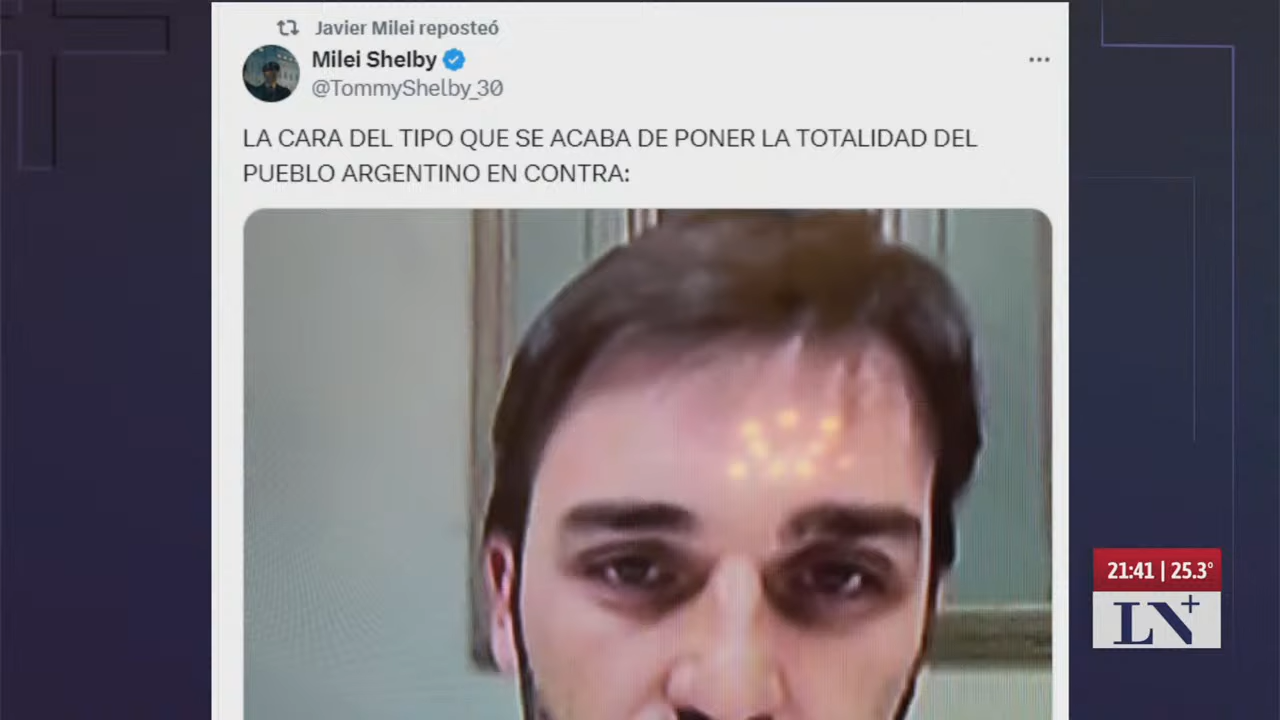 Javier Milei reposteó
Milei Shelby
@TommyShelby_30
LA CARA DEL TIPO QUE SE ACABA DE PONER LA TOTALIDAD DEL
PUEBLO ARGENTINO EN CONTRA:
21:41 | 25.3°
LN+